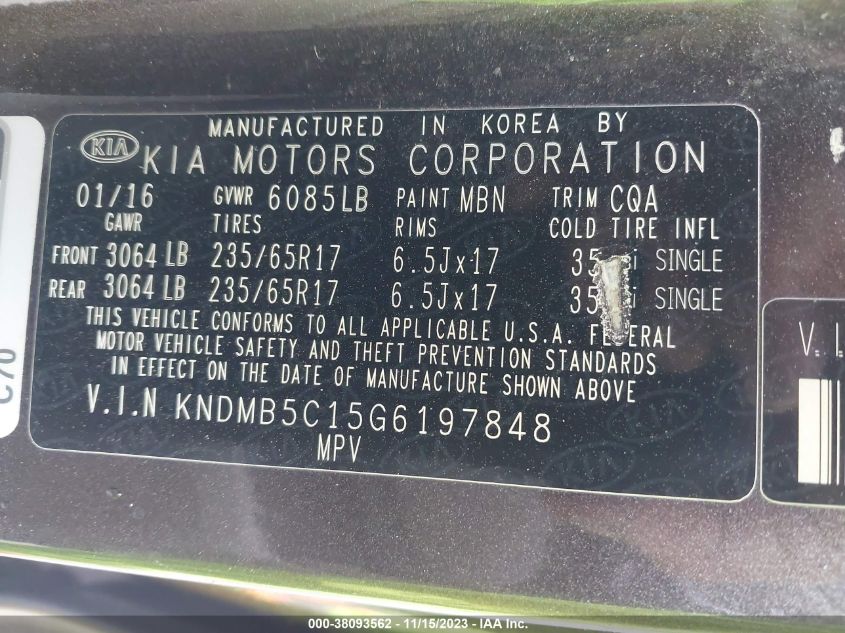 MANUFACTURED IN KOREA BY
KIA KIA MOTORS CORPORATION
01/16 GVWR 6085LB PAINT MBN TRIM CQA
GAWR TIRES RIMS COLD TIRE INFL
FRONT 3064 LB 235/65R17 6.5Jx17 35 SINGLE
REAR 3064 LB 235/65R17 6.5Jx17 35 SINGLE
THIS VEHICLE CONFORMS TO ALL APPLICABLE U.S.A. FEDERAL
MOTOR VEHICLE SAFETY AND THEFT PREVENTION STANDARDS
IN EFFECT ON THE DATE OF MANUFACTURE SHOWN ABOVE
V.I.N KNDMB5C15G6197848
MPV
C70
V.I.
000-38093562 - 11/15/2023 - IAA Inc.